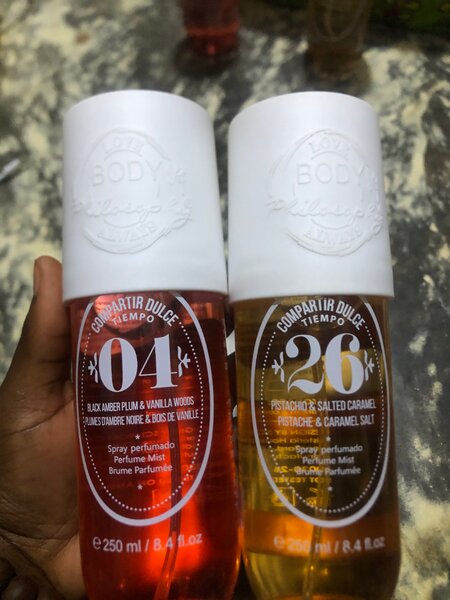 LOVE
BODY
philosophy
ALWAYS
COMPARTIR DULCE
TIEMPO
04
BLACK AMBER PLUM & VANILLA WOODS
PLUMES D'AMBRE NOIRE & BOIS DE VANILLE
*
Spray perfumado
Perfume Mist
Brume Parfumée
*
e 250 ml / 8.4 fl.oz
LOVE
BODY
philosophy
ALWAYS
COMPARTIR DULCE
TIEMPO
26
PISTACHIO & SALTED CARAMEL
PISTACHE & CARAMEL SALT
*
Spray perfumado
Perfume Mist
Brume Parfumée
*
e 250 ml / 8.4 fl.oz